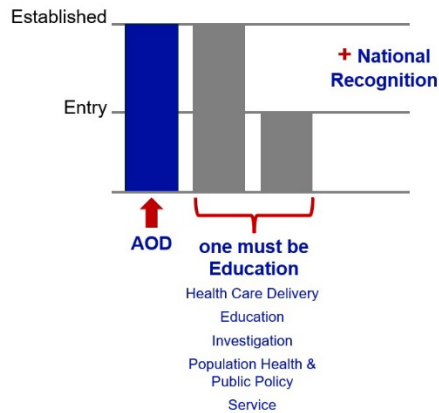 Established
+ National
Recognition
Entry
AOD
one must be
Education
Health Care Delivery
Education
Investigation
Population Health &
Public Policy
Service